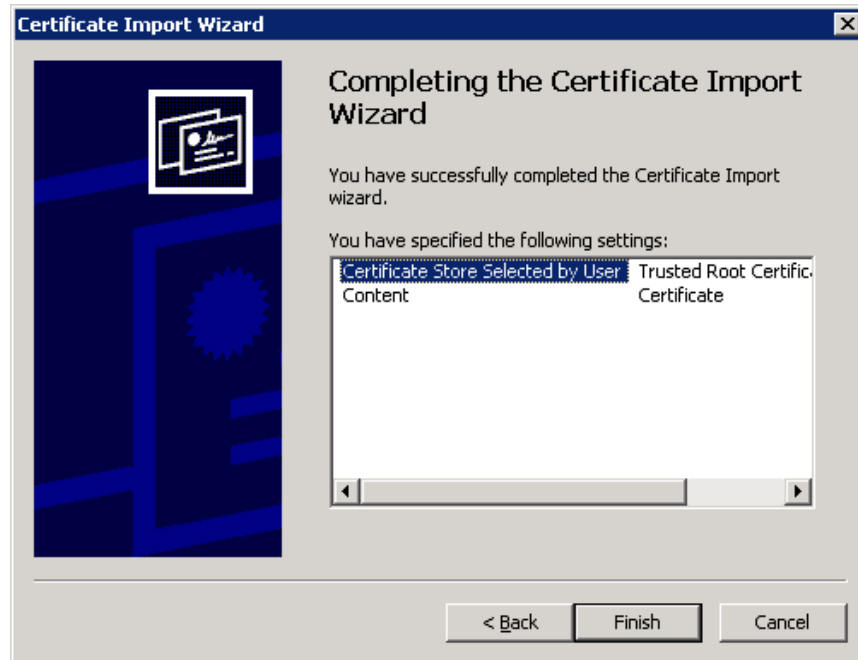 Certificate Import Wizard
Completing the Certificate Import
Wizard
You have successfully completed the Certificate Import
wizard.
You have specified the following settings:
Certificate Store Selected by User Trusted Root Certific
Content Certificate
< Back Finish Cancel